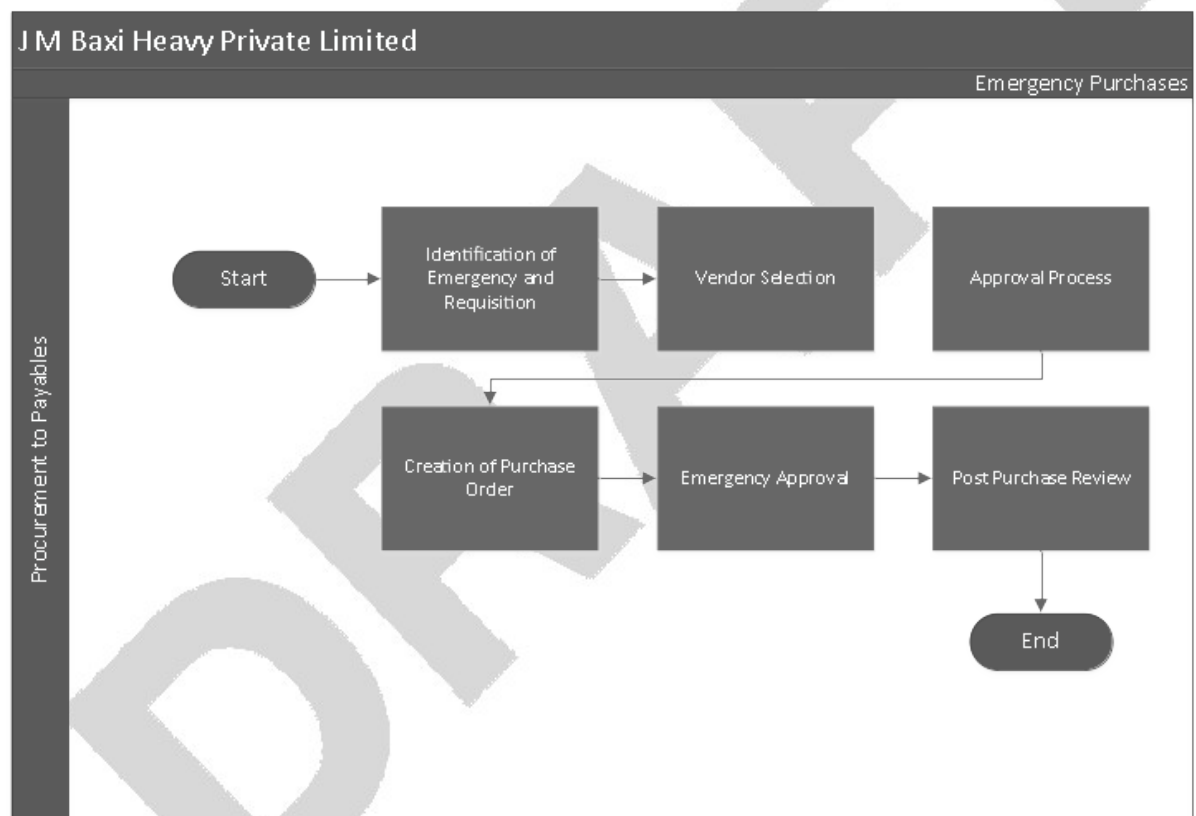 J M Baxi Heavy Private Limited
Emergency Purchases
Procurement to Payables
Start
Identification of
Emergency and
Requisition
Vendor Selection
Approval Process
Creation of Purchase
Order
Emergency Approval
Post Purchase Review
End
DRAF